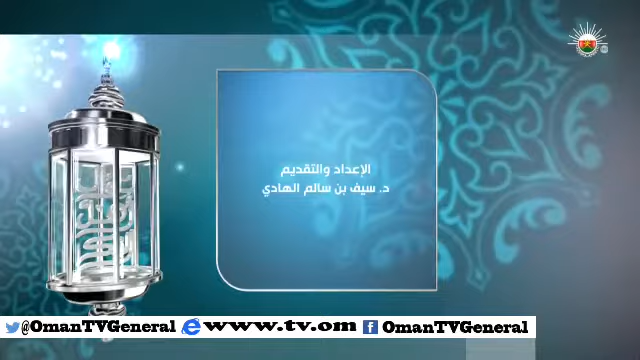 الإعداد والتقديم
د. سيف بن سالم الهادي
@OmanTVGeneral www.tv.om OmanTVGeneral